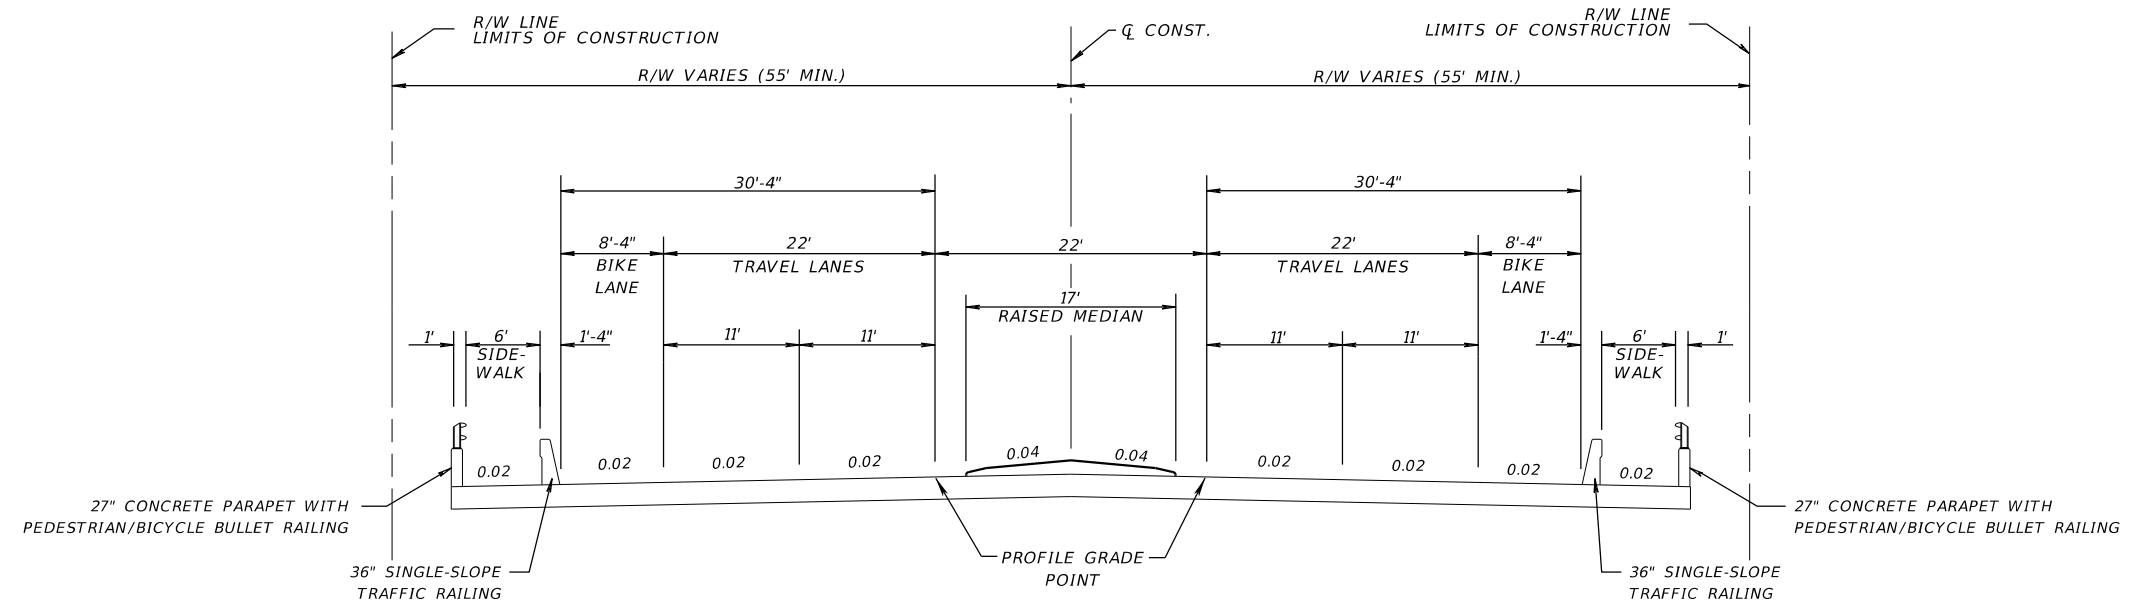 R/W LINE
LIMITS OF CONSTRUCTION
℄ CONST.
R/W LINE
LIMITS OF CONSTRUCTION
R/W VARIES (55' MIN.)
R/W VARIES (55' MIN.)
30'-4"
30'-4"
8'-4"
BIKE
LANE
22'
TRAVEL LANES
22'
22'
TRAVEL LANES
8'-4"
BIKE
LANE
17'
RAISED MEDIAN
1'
6'
SIDE-
WALK
1'-4"
11'
11'
11'
11'
1'-4"
6'
SIDE-
WALK
1'
0.02
0.02
0.02
0.02
0.04
0.04
0.02
0.02
0.02
0.02
27" CONCRETE PARAPET WITH
PEDESTRIAN/BICYCLE BULLET RAILING
36" SINGLE-SLOPE
TRAFFIC RAILING
PROFILE GRADE
POINT
27" CONCRETE PARAPET WITH
PEDESTRIAN/BICYCLE BULLET RAILING
36" SINGLE-SLOPE
TRAFFIC RAILING